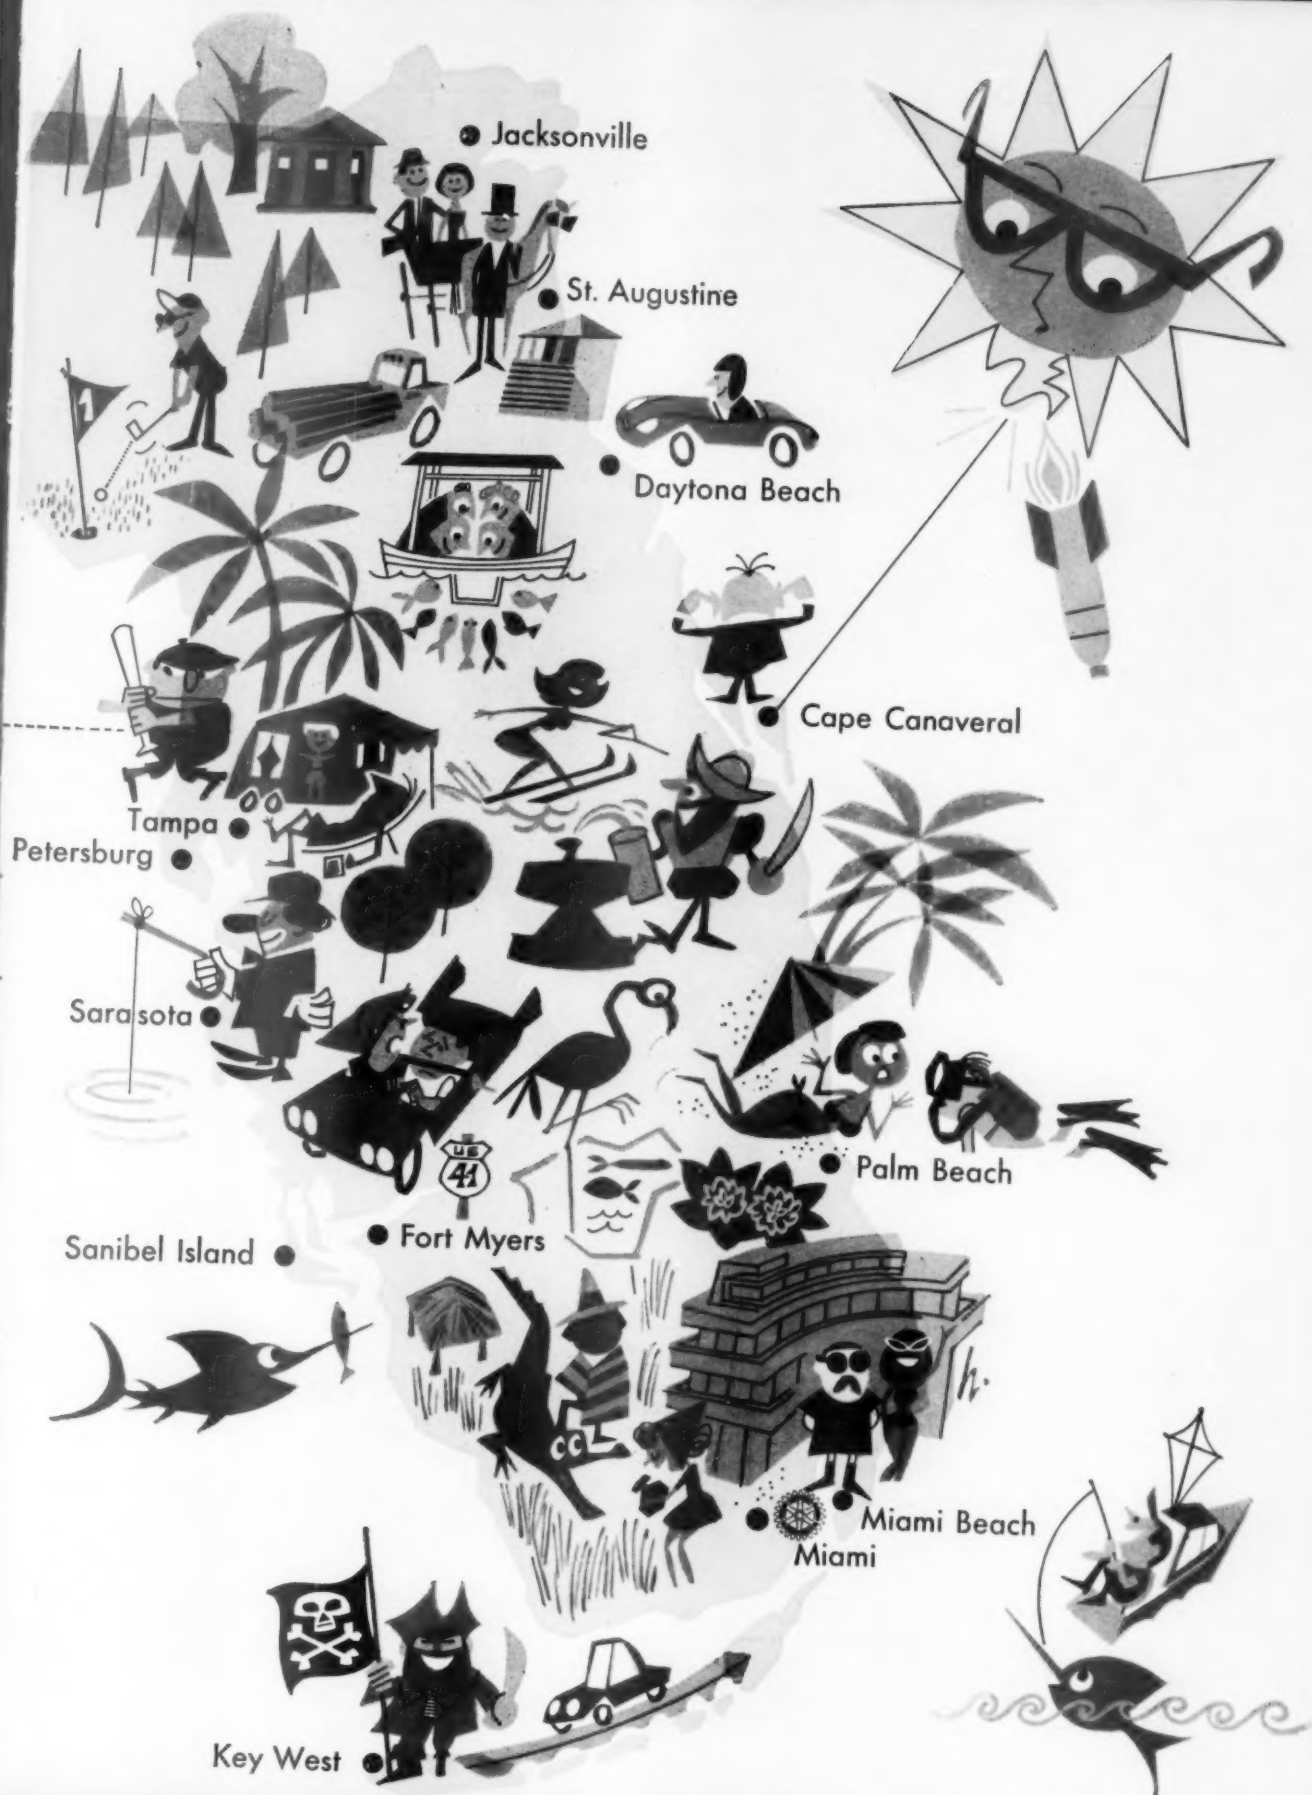 Jacksonville
St. Augustine
1
Daytona Beach
Cape Canaveral
Tampa
Petersburg
Sarasota
US
41
Palm Beach
Fort Myers
Sanibel Island
h.
Miami Beach
Miami
Key West